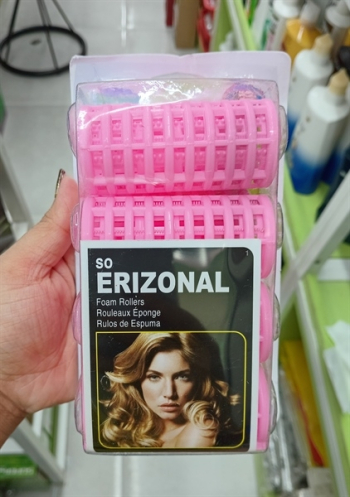 SO
ERIZONAL
Foam Rollers
Rouleaux Éponge
Rulos de Espuma